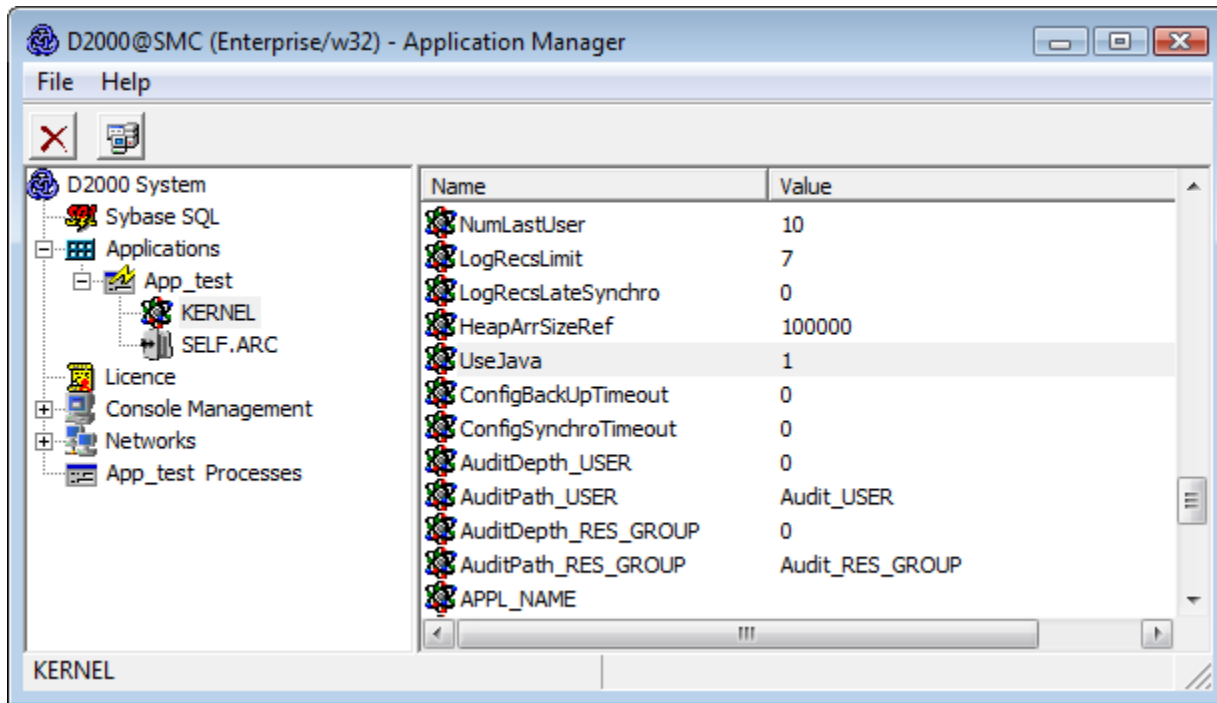 D2000@SMC (Enterprise/w32) - Application Manager
File Help
D2000 System
Sybase SQL
Applications
App_test
KERNEL
SELF.ARC
Licence
Console Management
Networks
App_test Processes
Name Value
NumLastUser 10
LogRecsLimit 7
LogRecsLateSynchro 0
HeapArrSizeRef 100000
UseJava 1
ConfigBackUpTimeout 0
ConfigSynchroTimeout 0
AuditDepth_USER 0
AuditPath_USER Audit_USER
AuditDepth_RES_GROUP 0
AuditPath_RES_GROUP Audit_RES_GROUP
APPL_NAME
KERNEL